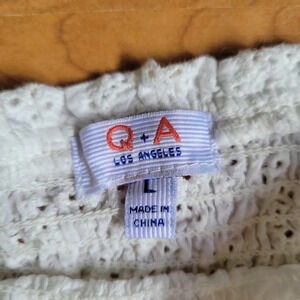 Q + A
LOS ANGELES
L
MADE IN
CHINA